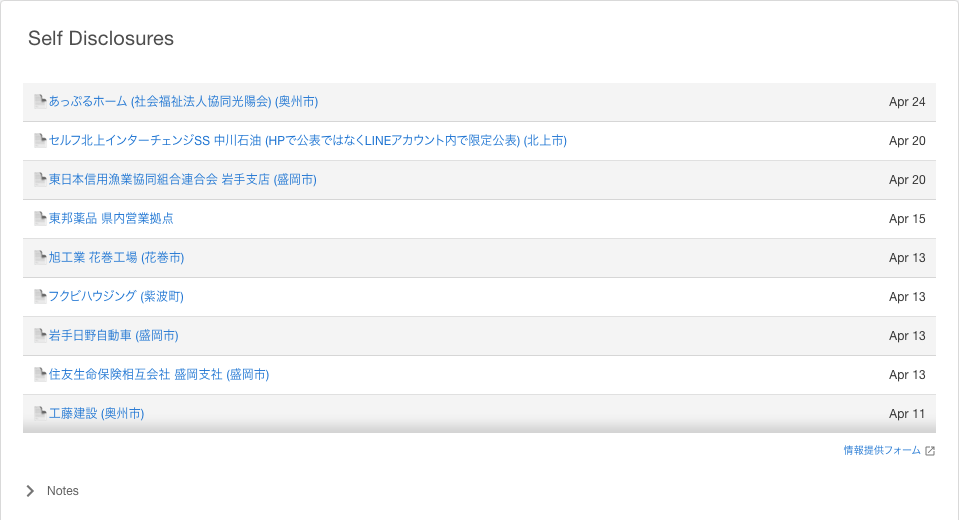 Self Disclosures
あっぷるホーム (社会福祉法人協同光陽会) (奥州市) Apr 24
セルフ北上インターチェンジSS 中川石油 (HPで公表ではなくLINEアカウント内で限定公表) (北上市) Apr 20
東日本信用漁業協同組合連合会 岩手支店 (盛岡市) Apr 20
東邦薬品 県内営業拠点 Apr 15
旭工業 花巻工場 (花巻市) Apr 13
フクビハウジング (紫波町) Apr 13
岩手日野自動車 (盛岡市) Apr 13
住友生命保険相互会社 盛岡支社 (盛岡市) Apr 13
工藤建設 (奥州市) Apr 11
情報提供フォーム
Notes